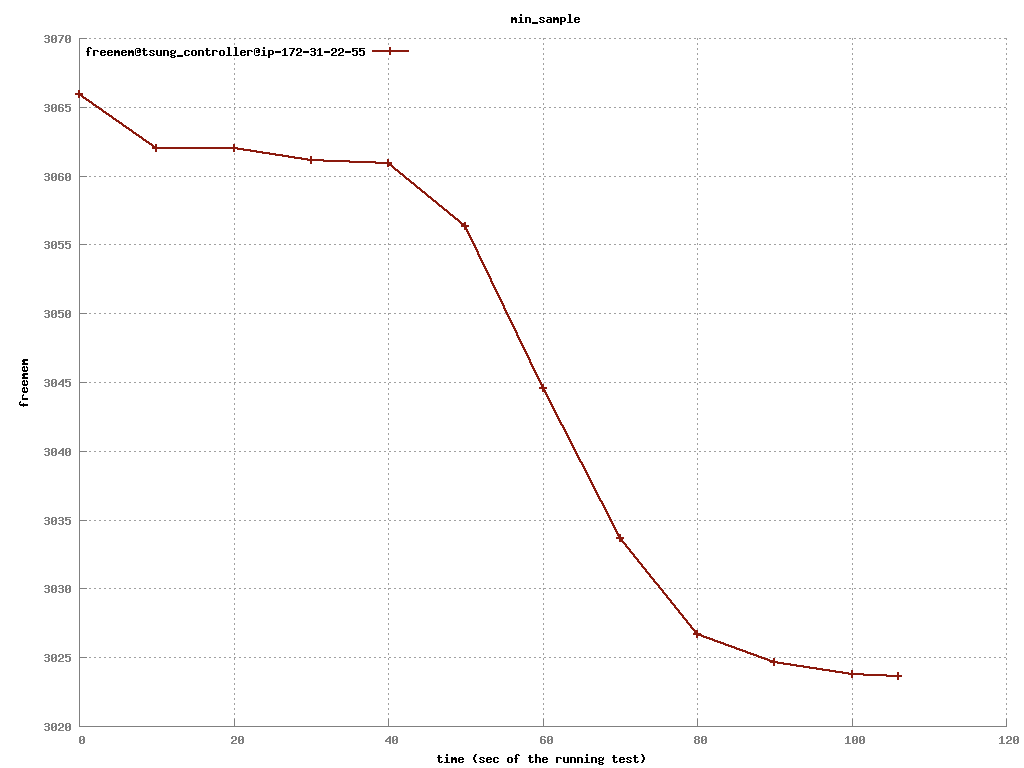 min_sample
3070
freemem@tsung_controller@ip-172-31-22-55
3065
3060
3055
3050
3045
3040
3035
3030
3025
3020
freemem
0 20 40 60 80 100 120
time (sec of the running test)